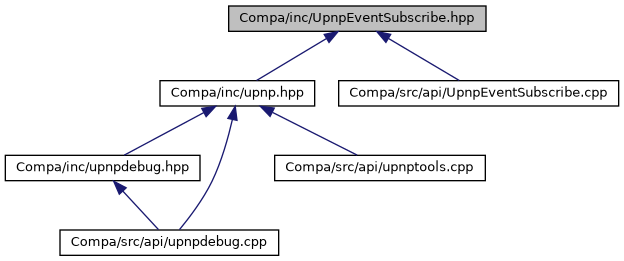 Compa/inc/UpnpEventSubscribe.hpp
Compa/inc/upnp.hpp
Compa/src/api/UpnpEventSubscribe.cpp
Compa/inc/upnpdebug.hpp
Compa/src/api/upnptools.cpp
Compa/src/api/upnpdebug.cpp